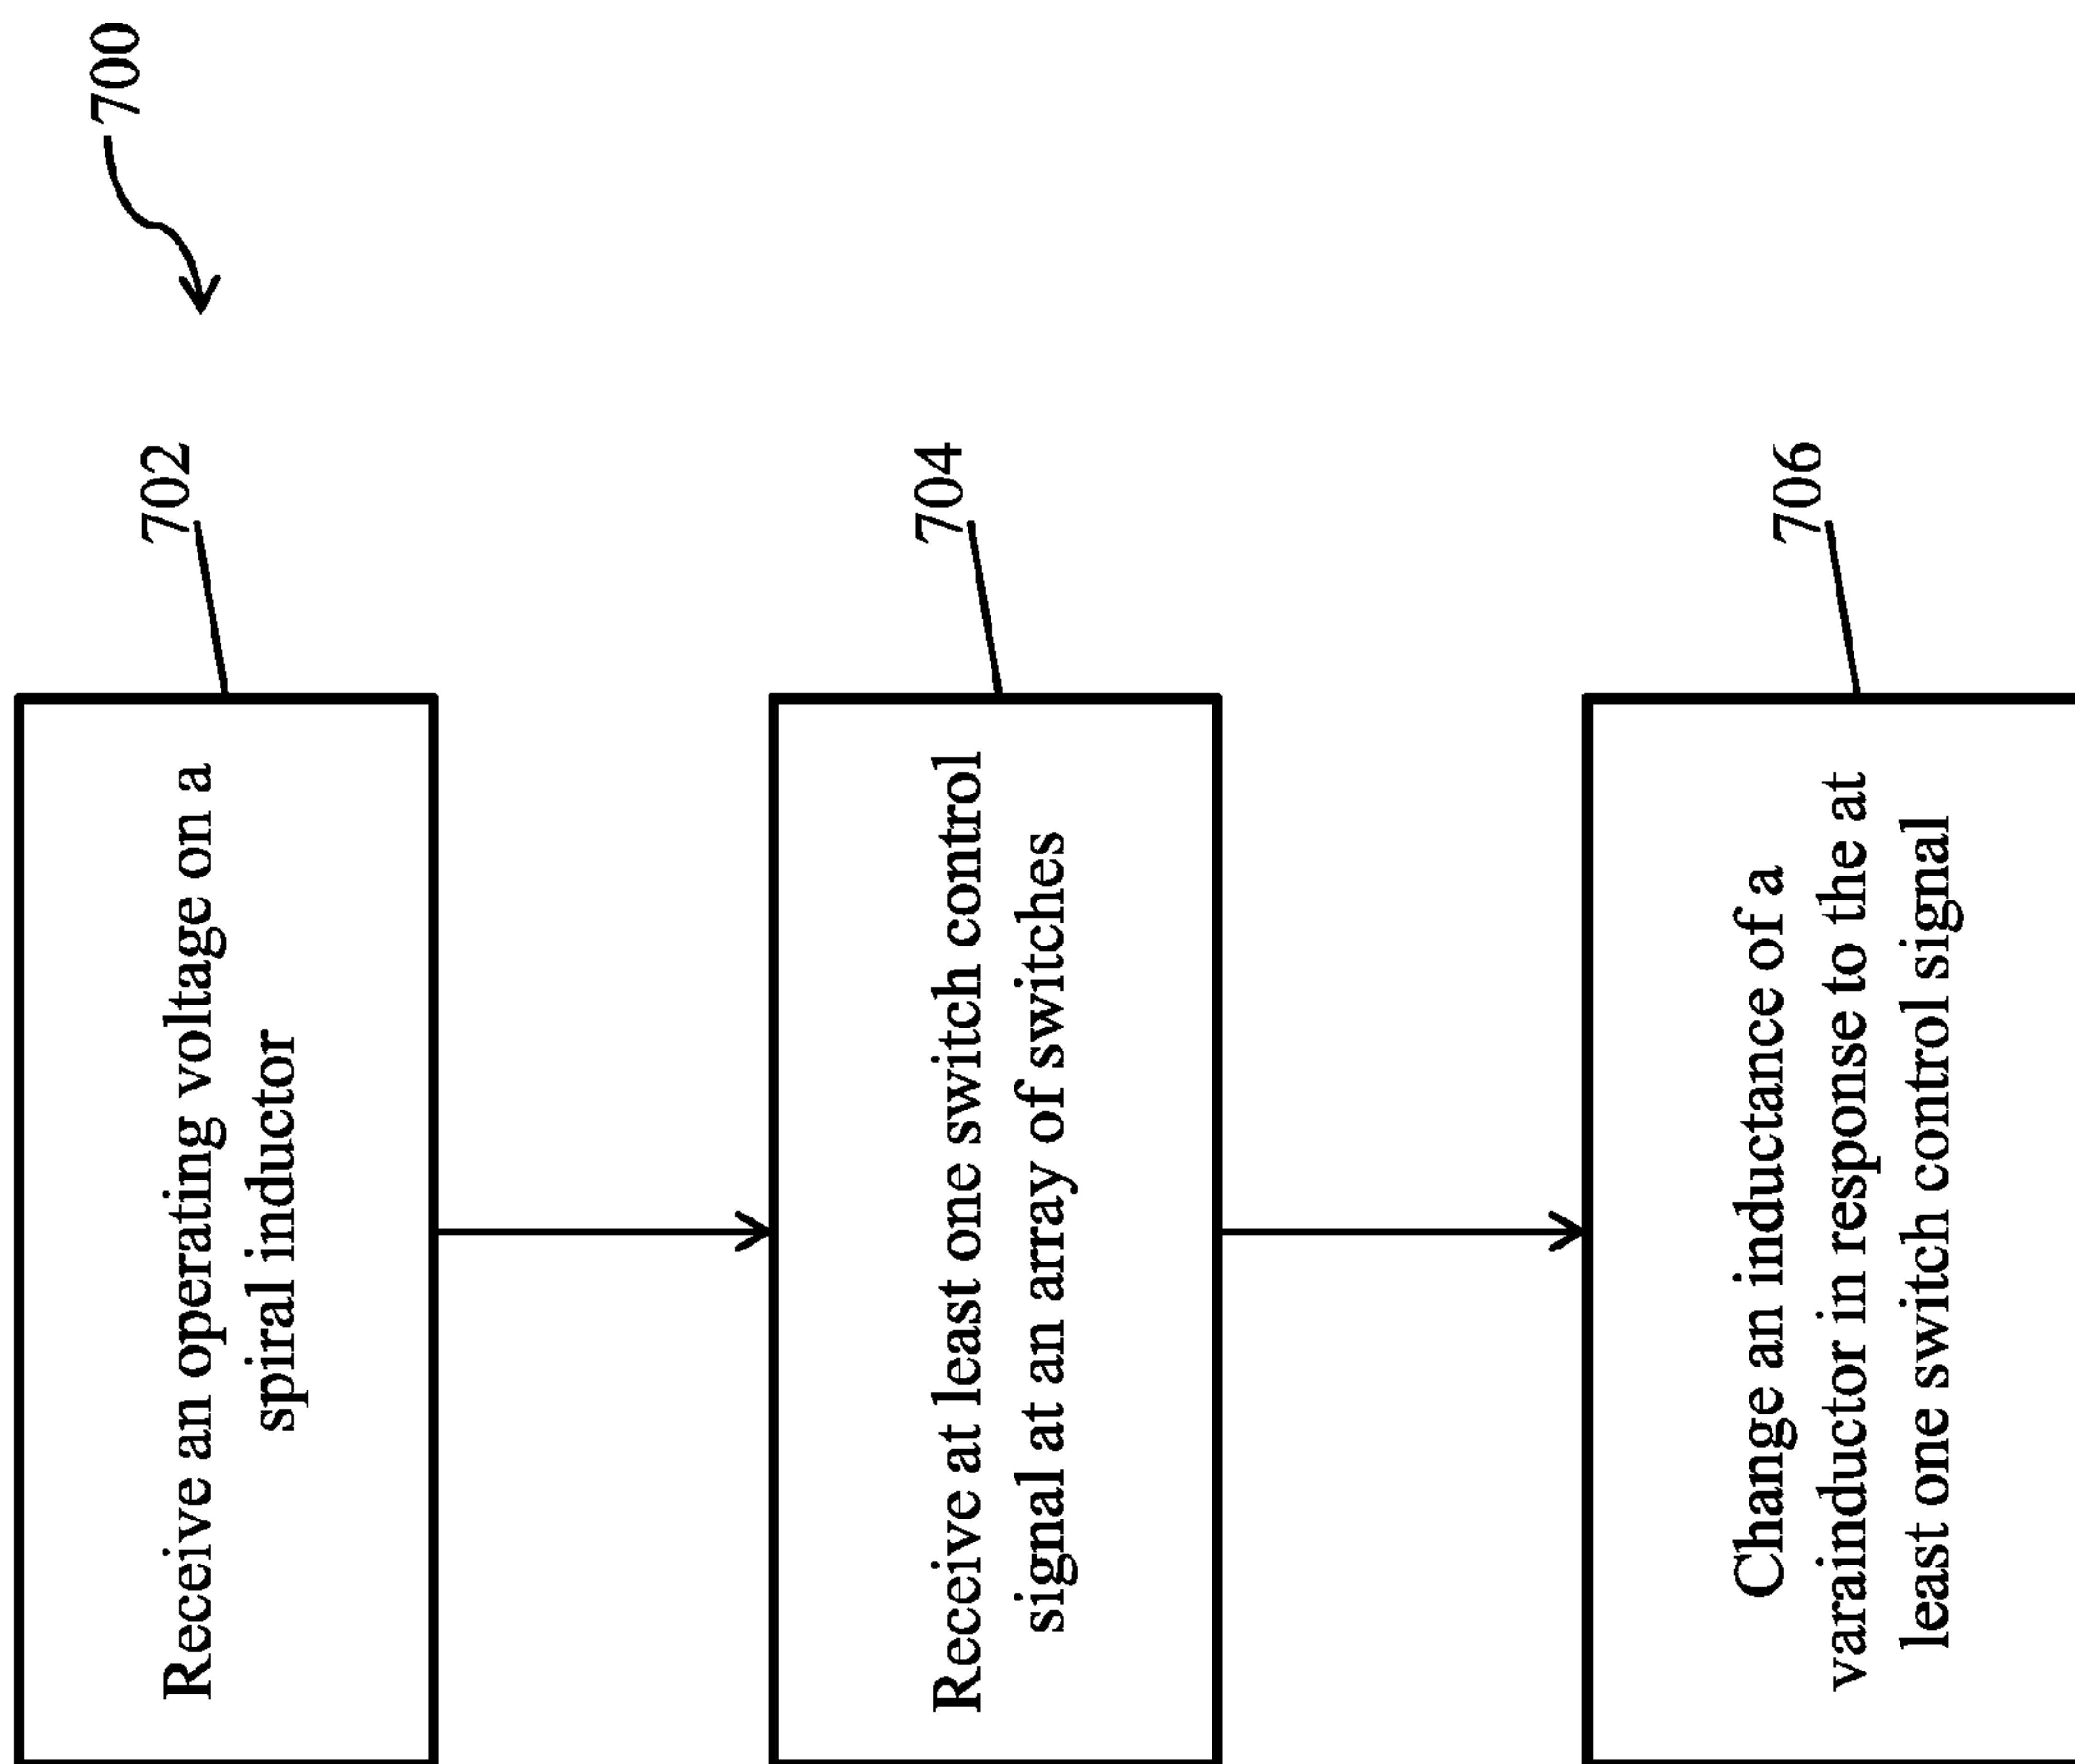 700
702
Receive an operating voltage on a
spiral inductor
704
Receive at least one switch control
signal at an array of switches
706
Change an inductance of a
varainductor in response to the at
least one switch control signal